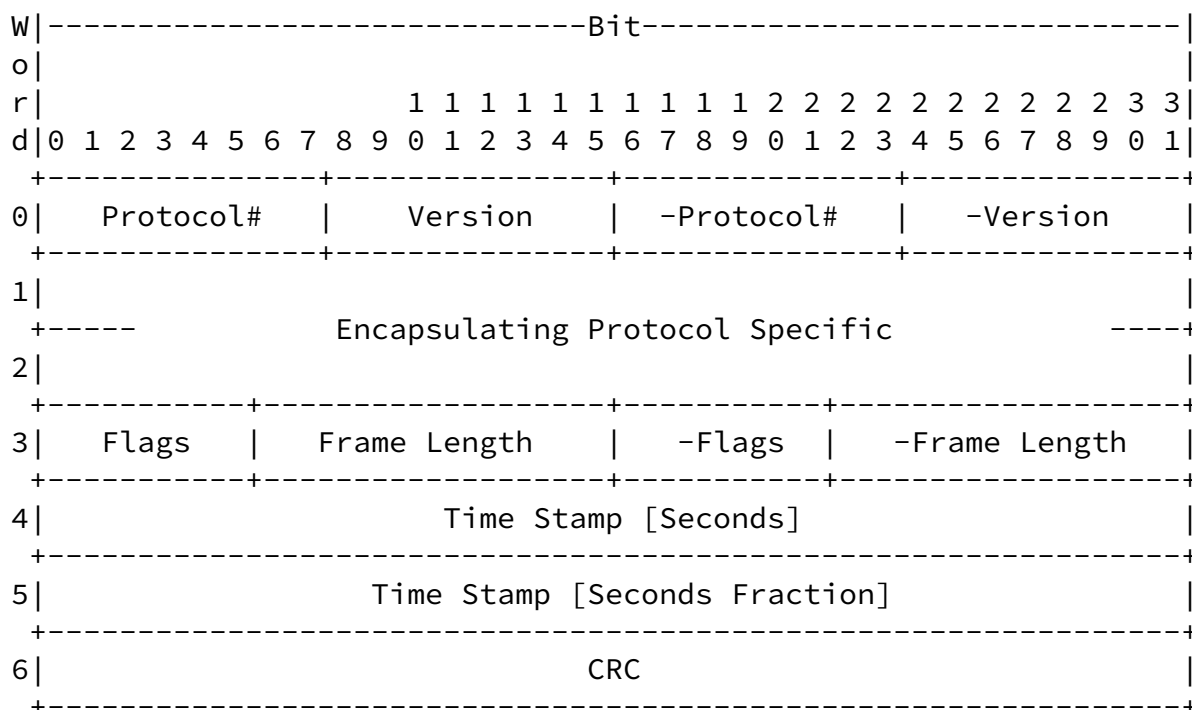 W|------------------------------Bit------------------------------|
o|                                                               |
r|                    1 1 1 1 1 1 1 1 1 1 2 2 2 2 2 2 2 2 2 2 3 3|
d|0 1 2 3 4 5 6 7 8 9 0 1 2 3 4 5 6 7 8 9 0 1 2 3 4 5 6 7 8 9 0 1|
 +---------------+---------------+---------------+---------------+
0|   Protocol#   |    Version    |  -Protocol#   |   -Version    |
 +---------------+---------------+---------------+---------------+
1|                                                               |
 +-----           Encapsulating Protocol Specific            ----+
2|                                                               |
 +-----------+-------------------+-----------+-------------------+
3|   Flags   |   Frame Length    |   -Flags  |   -Frame Length   |
 +-----------+-------------------+-----------+-------------------+
4|                      Time Stamp [Seconds]                     |
 +---------------------------------------------------------------+
5|                  Time Stamp [Seconds Fraction]                |
 +---------------------------------------------------------------+
6|                              CRC                              |
 +---------------------------------------------------------------+